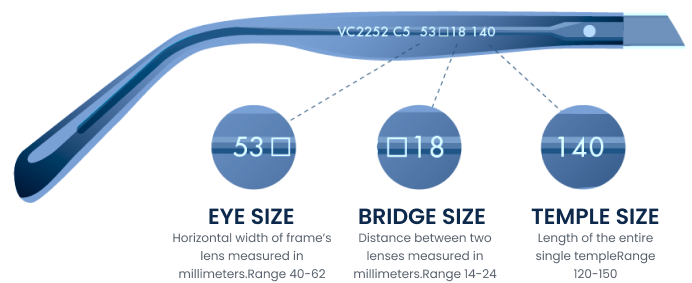 VC2252 C5 53□18 140
53□ □18 140
EYE SIZE BRIDGE SIZE TEMPLE SIZE
Horizontal width of frame's
lens measured in
millimeters.Range 40-62
Distance between two
lenses measured in
millimeters.Range 14-24
Length of the entire
single templeRange
120-150